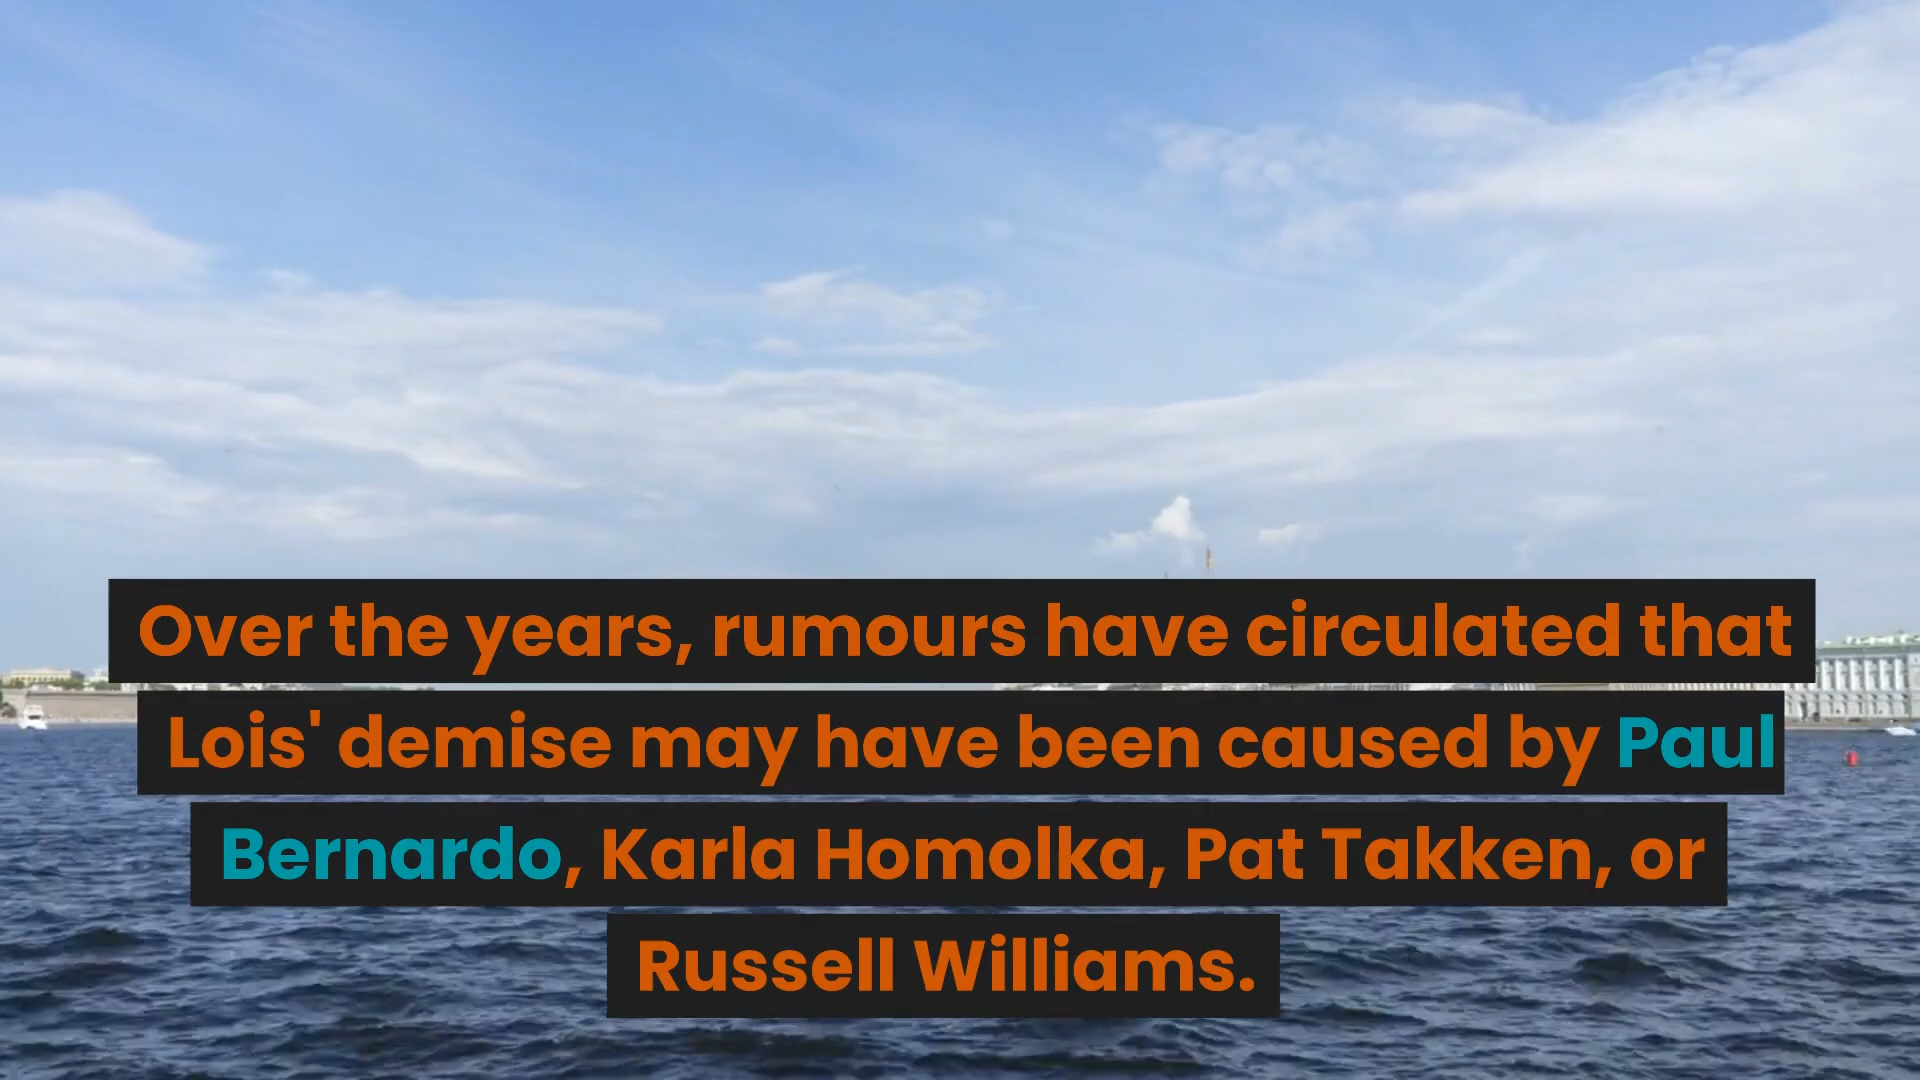 Over the years, rumours have circulated that
Lois' demise may have been caused by Paul
Bernardo, Karla Homolka, Pat Takken, or
Russell Williams.